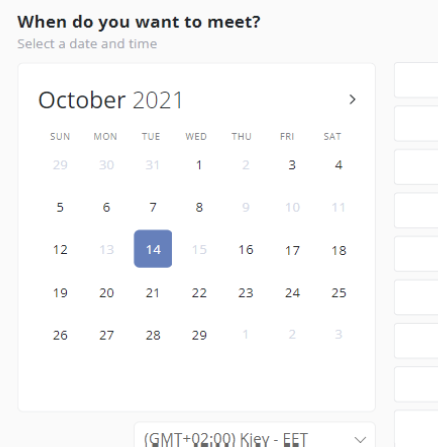 When do you want to meet?
Select a date and time
October 2021
SUN MON TUE WED THU FRI SAT
29 30 31 1 2 3 4
5 6 7 8 9 10 11
12 13 14 15 16 17 18
19 20 21 22 23 24 25
26 27 28 29 1 2 3
(GMT+02:00) Kiev - EET